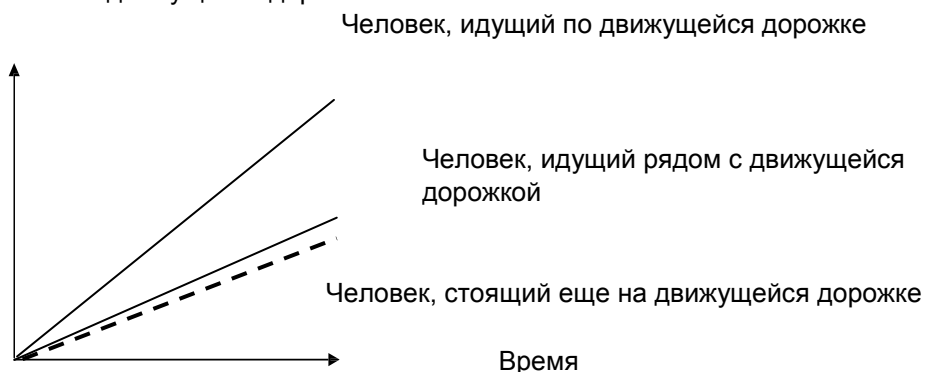 Человек, идущий по движущейся дорожке
Человек, идущий рядом с движущейся
дорожкой
Человек, стоящий еще на движущейся дорожке
Время